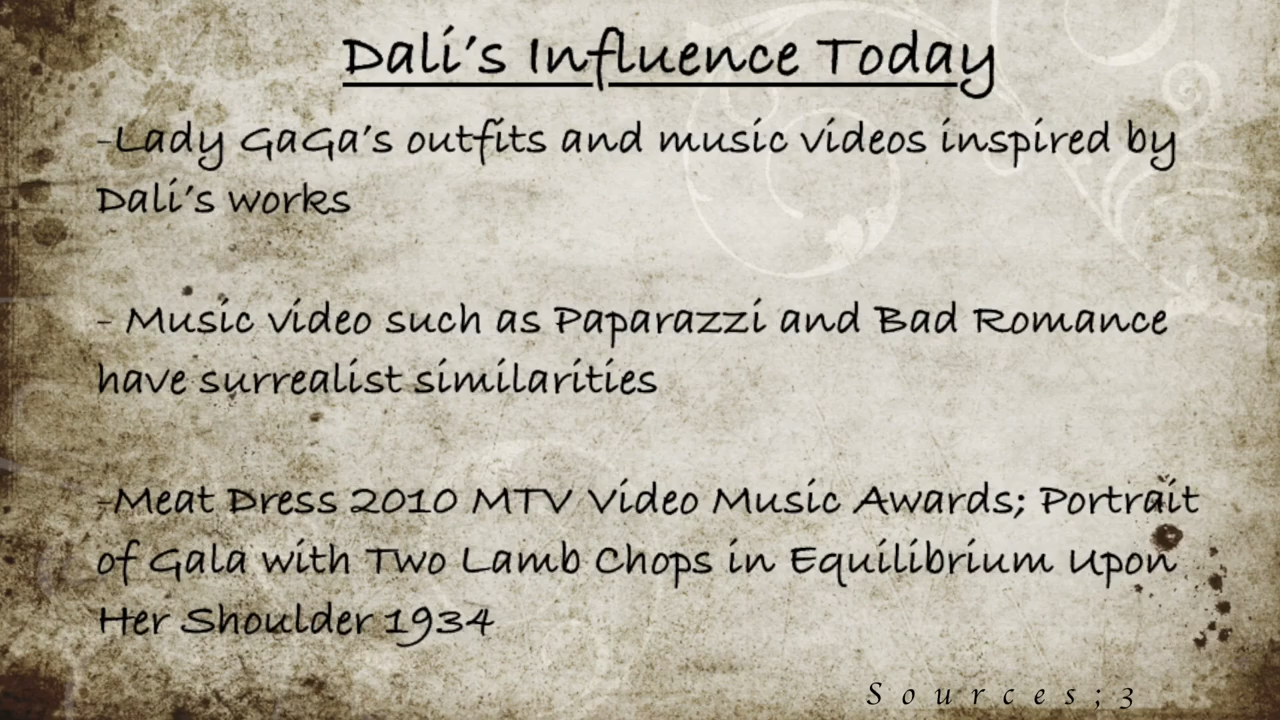 Dali's Influence Today
-Lady GaGa's outfits and music videos inspired by
Dali's works
- Music video such as Paparazzi and Bad Romance
have surrealist similarities
-Meat Dress 2010 MTV Video Music Awards; Portrait
of Gala with Two Lamb Chops in Equilibrium Upon
Her Shoulder 1934
Sources; 3